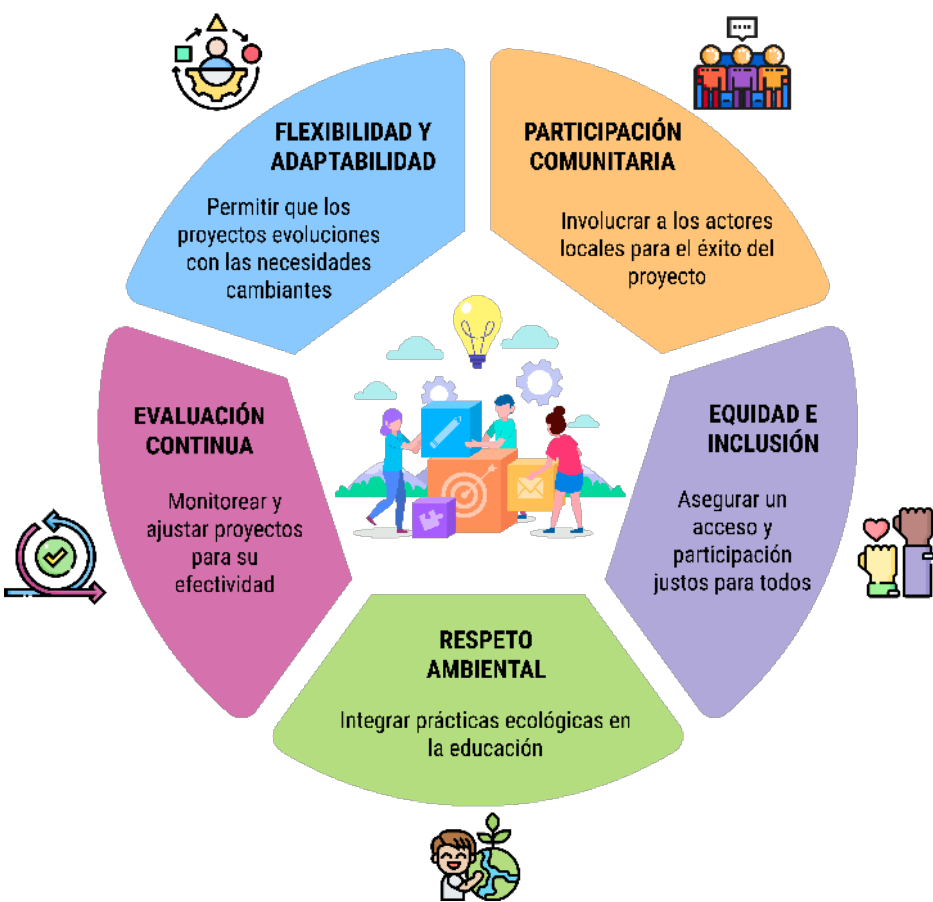 FLEXIBILIDAD Y
ADAPTABILIDAD
Permitir que los
proyectos evoluciones
con las necesidades
cambiantes
PARTICIPACIÓN
COMUNITARIA
Involucrar a los actores
locales para el éxito del
proyecto
EVALUACIÓN
CONTINUA
Monitorear y
ajustar proyectos
para su
efectividad
EQUIDAD E
INCLUSIÓN
Asegurar un
acceso y
participación
justos para todos
RESPETO
AMBIENTAL
Integrar prácticas ecológicas en
la educación